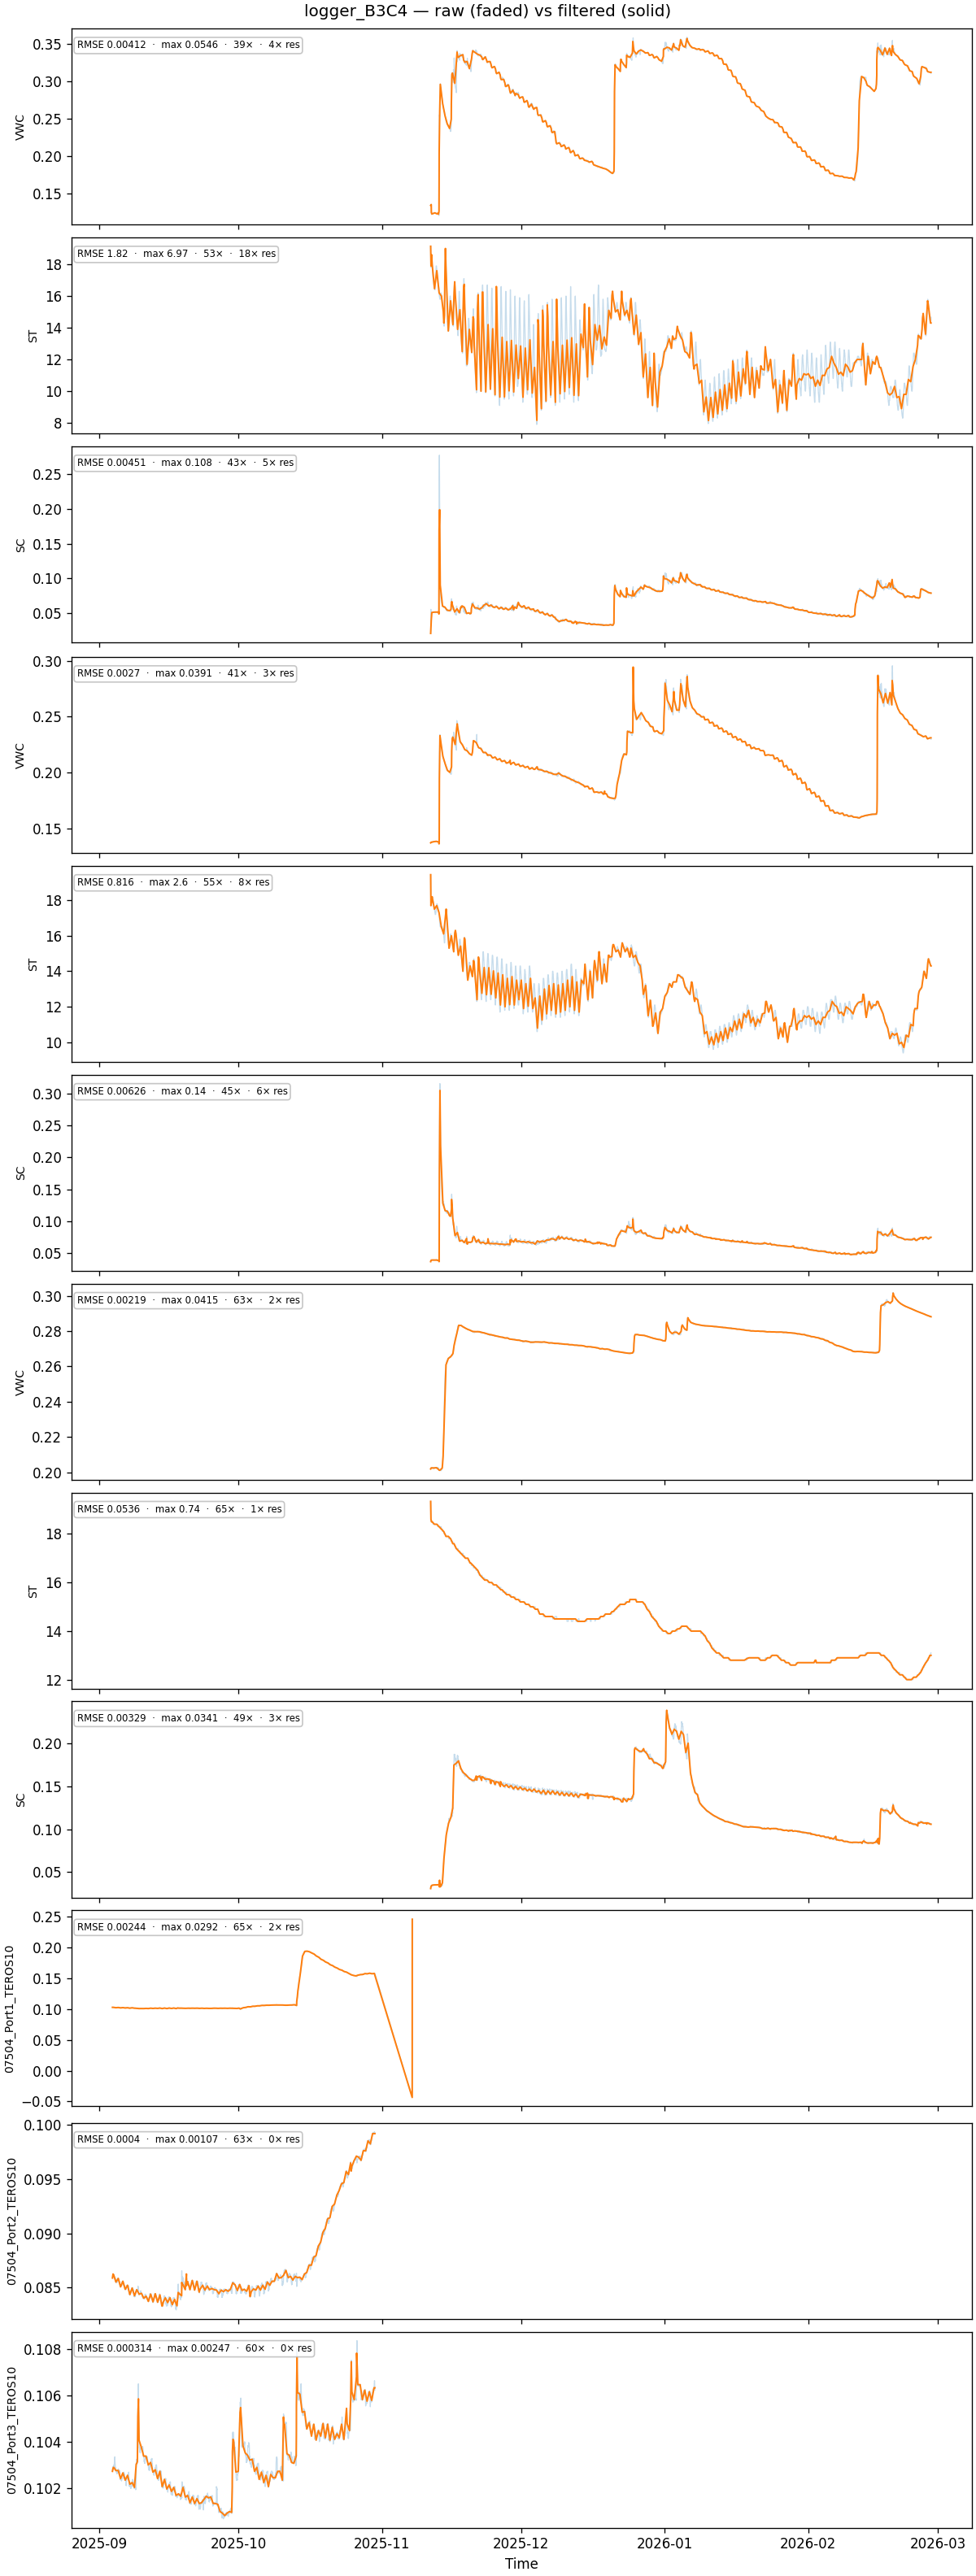 logger_B3C4 — raw (faded) vs filtered (solid)
RMSE 0.00412 · max 0.0546 · 39× · 4× res
VWC
0.35
0.30
0.25
0.20
0.15
RMSE 1.82 · max 6.97 · 53× · 18× res
ST
18
16
14
12
10
8
RMSE 0.00451 · max 0.108 · 43× · 5× res
SC
0.25
0.20
0.15
0.10
0.05
RMSE 0.0027 · max 0.0391 · 41× · 3× res
VWC
0.30
0.25
0.20
0.15
RMSE 0.816 · max 2.6 · 55× · 8× res
ST
18
16
14
12
10
RMSE 0.00626 · max 0.14 · 45× · 6× res
SC
0.30
0.25
0.20
0.15
0.10
0.05
RMSE 0.00219 · max 0.0415 · 63× · 2× res
VWC
0.30
0.28
0.26
0.24
0.22
0.20
RMSE 0.0536 · max 0.74 · 65× · 1× res
ST
18
16
14
12
RMSE 0.00329 · max 0.0341 · 49× · 3× res
SC
0.20
0.15
0.10
0.05
RMSE 0.00244 · max 0.0292 · 65× · 2× res
07504_Port1_TEROS10
0.25
0.20
0.15
0.10
0.05
0.00
−0.05
RMSE 0.0004 · max 0.00107 · 63× · 0× res
07504_Port2_TEROS10
0.100
0.095
0.090
0.085
RMSE 0.000314 · max 0.00247 · 60× · 0× res
07504_Port3_TEROS10
0.108
0.106
0.104
0.102
2025-09 2025-10 2025-11 2025-12 2026-01 2026-02 2026-03
Time